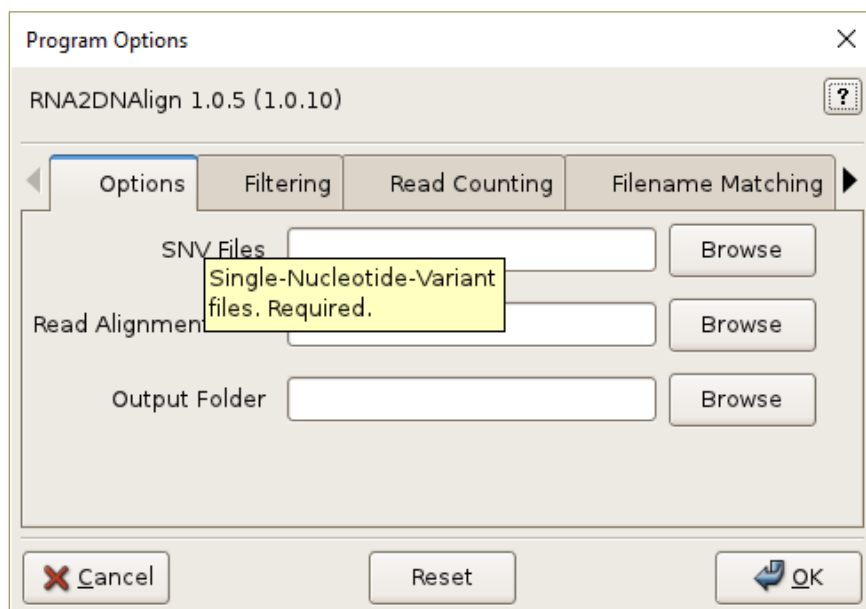 Program Options
RNA2DNAlign 1.0.5 (1.0.10)
?
Options Filtering Read Counting Filename Matching
SNV Files Browse
Single-Nucleotide-Variant
files. Required.
Read Browse
Output Folder Browse
Cancel Reset OK